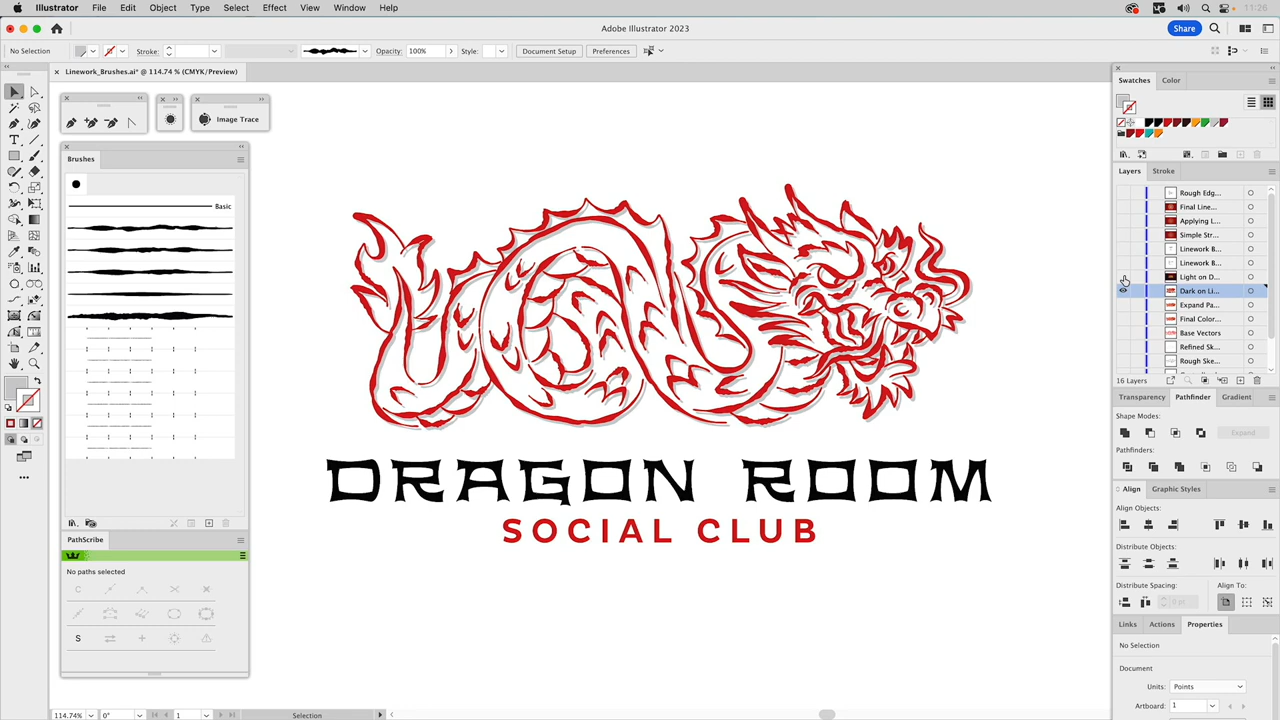 Illustrator File Edit Object Type Select Effect View Window Help 11:26
Adobe Illustrator 2023
Share
No Selection Stroke: Opacity: 100% Style: Document Setup Preferences
Linework_Brushes.ai* @ 114.74 % (CMYK/Preview)
Image Trace
Brushes
Basic
PathScribe
No paths selected
S
DRAGON ROOM
SOCIAL CLUB
Swatches Color
Layers Stroke
Rough Edg...
Final Line...
Applying L...
Simple Str...
Linework B...
Linework B...
Light on D...
Dark on Li...
Expand Pa...
Final Color...
Base Vectors
Refined Sk...
Rough Ske...
16 Layers
Transparency Pathfinder Gradient
Shape Modes:
Expand
Pathfinders:
Align Graphic Styles
Align Objects:
Distribute Objects:
Distribute Spacing: Align To:
0 pt
Links Actions Properties
No Selection
Document
Units: Points
Artboard: 1
114.74% 0° 1 Selection